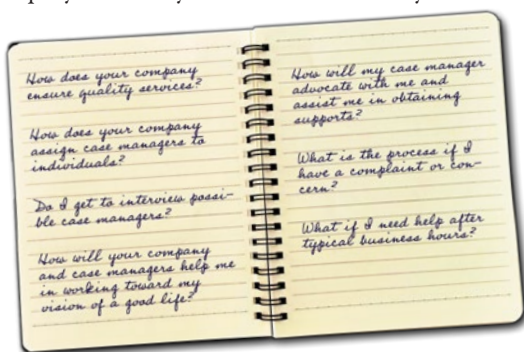 How does your company
ensure quality services?
How does your company
assign case managers to
individuals?
Do I get to interview possi-
ble case managers?
How will your company
and case managers help me
in working toward my
vision of a good life?
How will my case manager
advocate with me and
assist me in obtaining
supports?
What is the process if I
have a complaint or con-
cern?
What if I need help after
typical business hours?